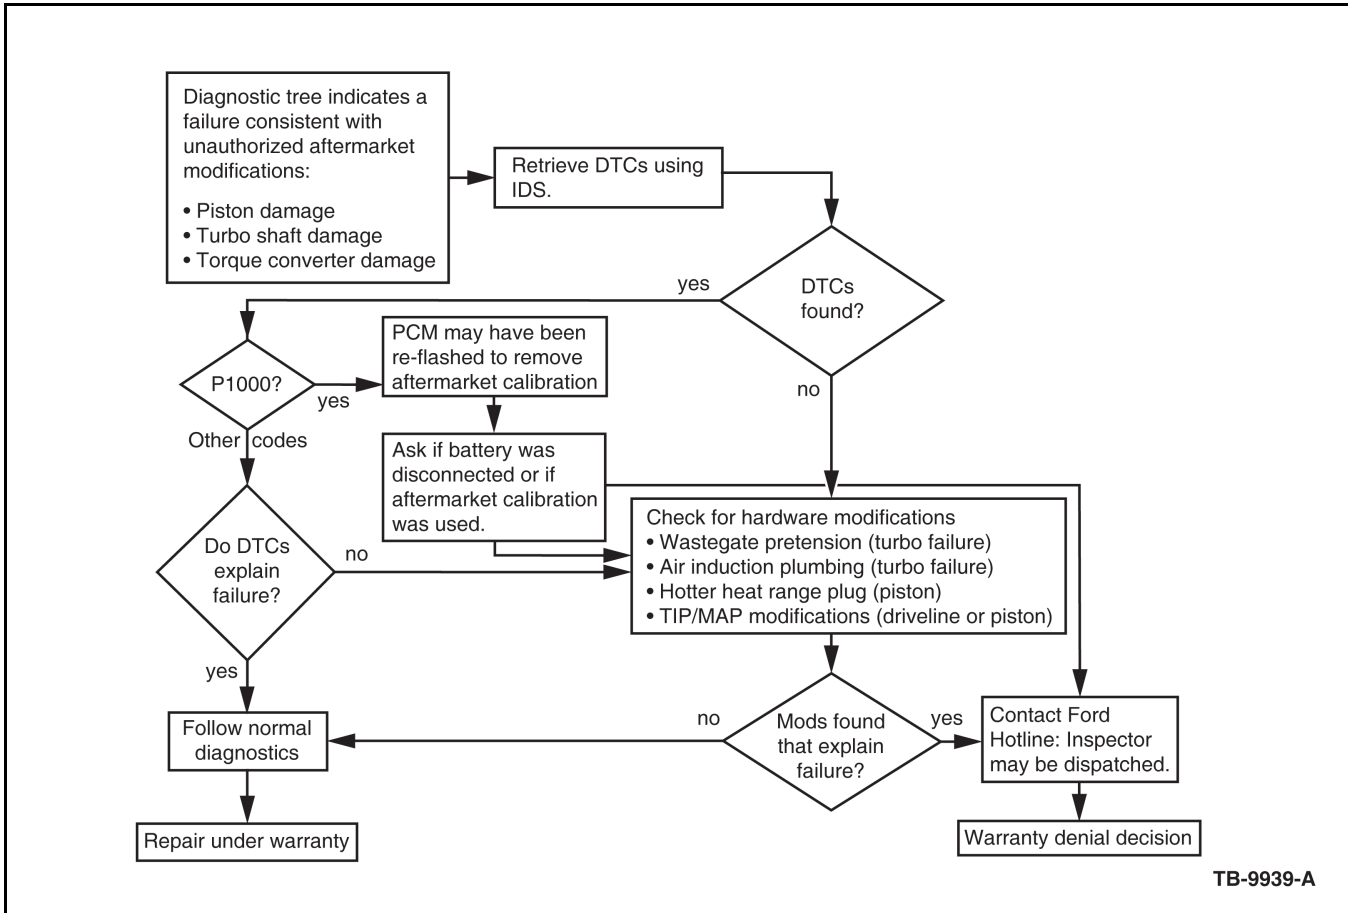 Diagnostic tree indicates a
failure consistent with
unauthorized aftermarket
modifications:
• Piston damage
• Turbo shaft damage
• Torque converter damage
Retrieve DTCs using
IDS.
DTCs
found?
yes
no
P1000?
yes
Other codes
PCM may have been
re-flashed to remove
aftermarket calibration
Ask if battery was
disconnected or if
aftermarket calibration
was used.
Do DTCs
explain
failure?
no
yes
Check for hardware modifications
• Wastegate pretension (turbo failure)
• Air induction plumbing (turbo failure)
• Hotter heat range plug (piston)
• TIP/MAP modifications (driveline or piston)
Mods found
that explain
failure?
no
yes
Follow normal
diagnostics
Repair under warranty
Contact Ford
Hotline: Inspector
may be dispatched.
Warranty denial decision
TB-9939-A